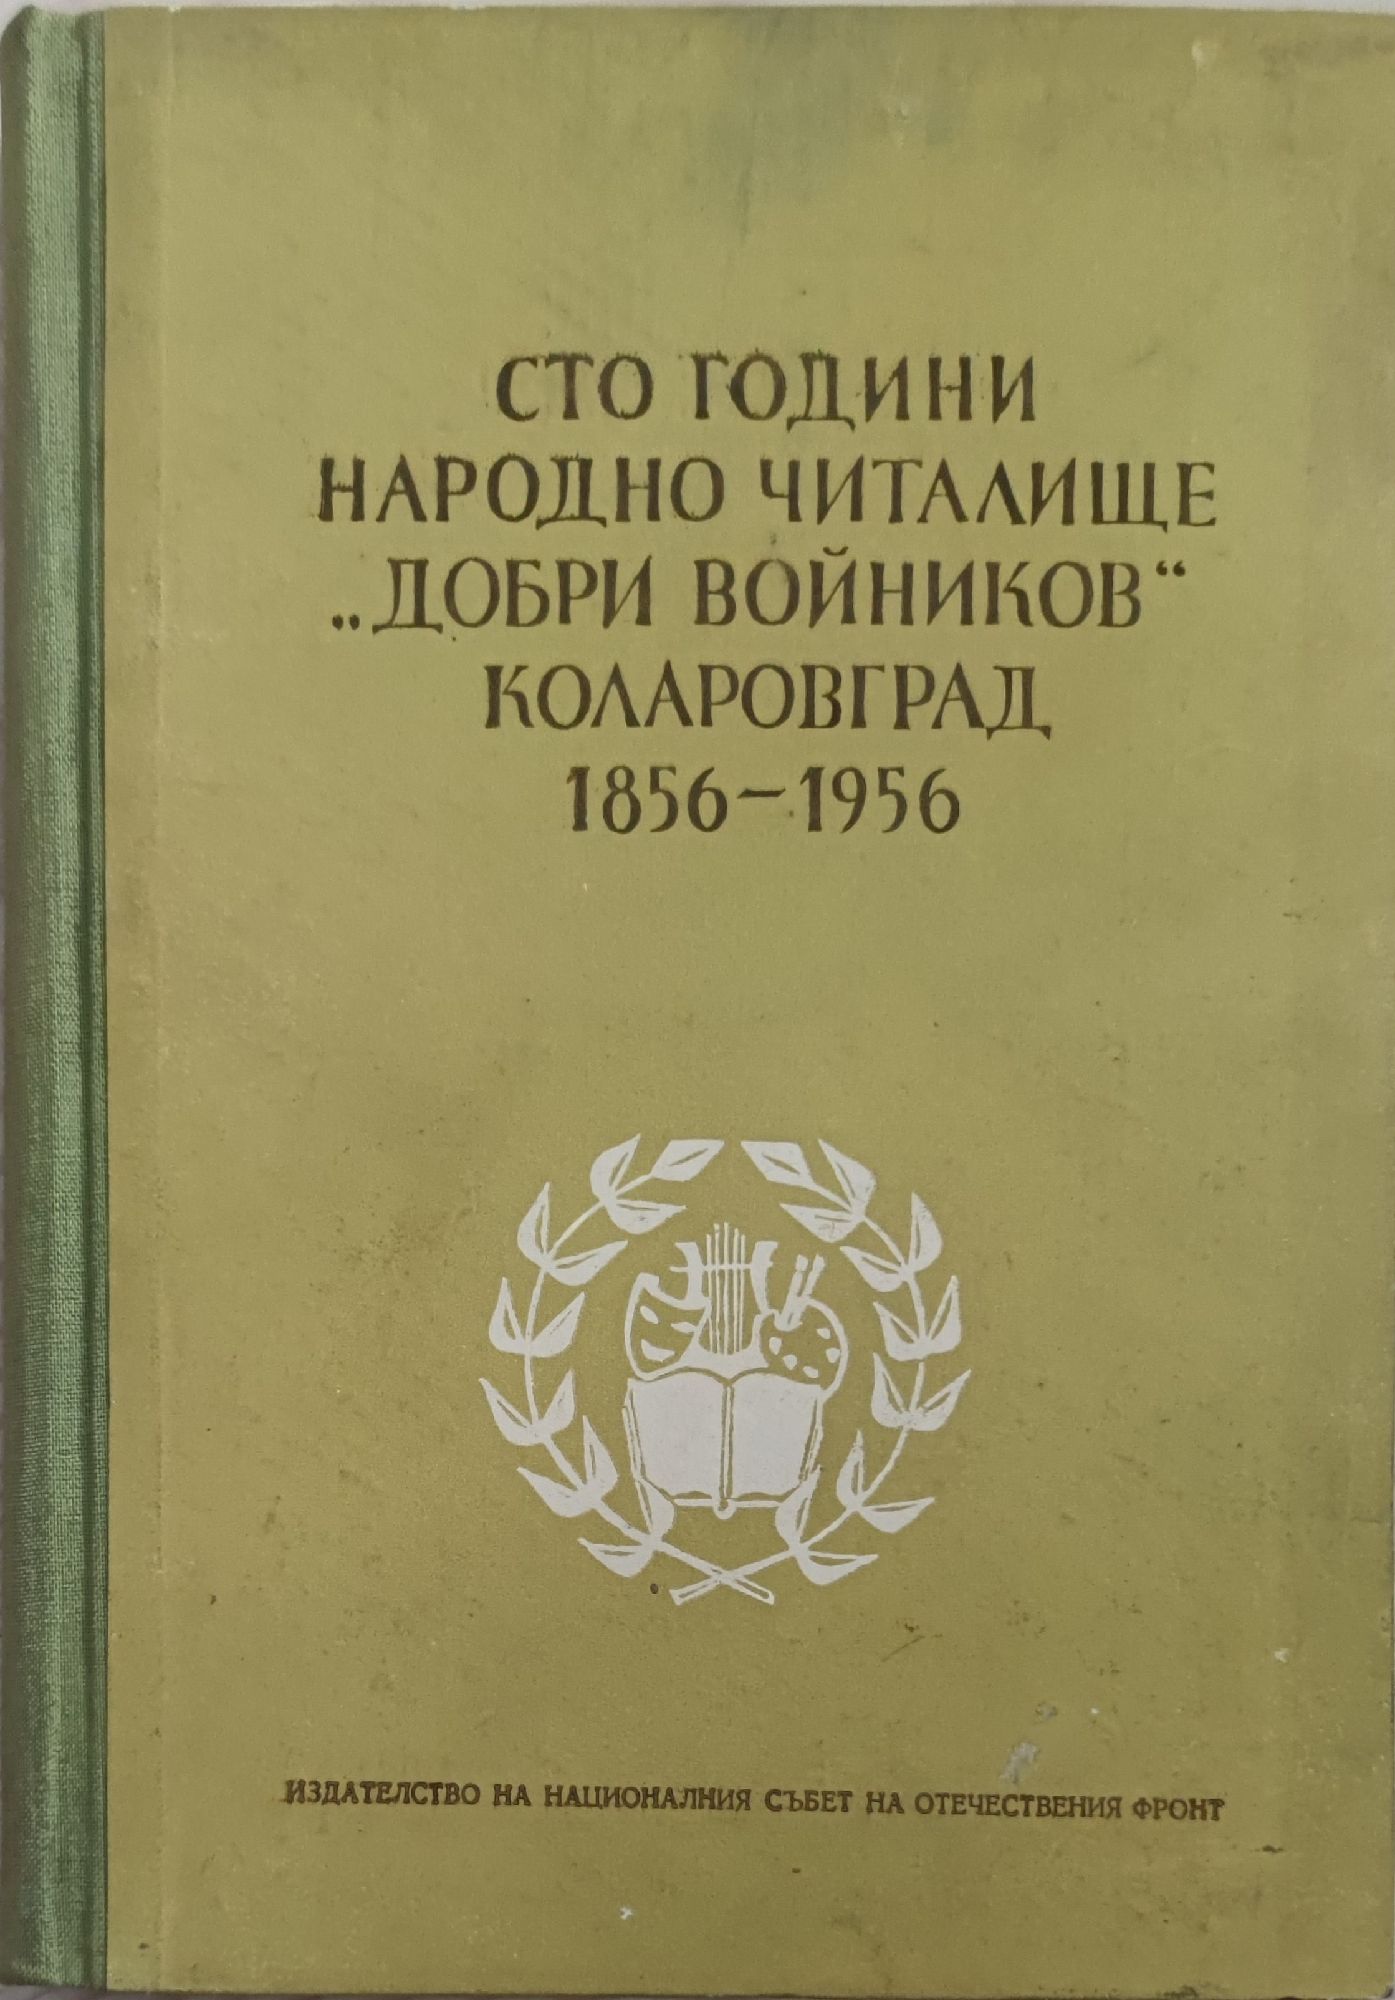 СТО ГОДИНИ
НАРОДНО ЧИТАЛИЩЕ
„ДОБРИ ВОЙНИКОВ“
КОЛАРОВГРАД
1856–1956
ИЗДАТЕЛСТВО НА НАЦИОНАЛНИЯ СЪВЕТ НА ОТЕЧЕСТВЕНИЯ ФРОНТ